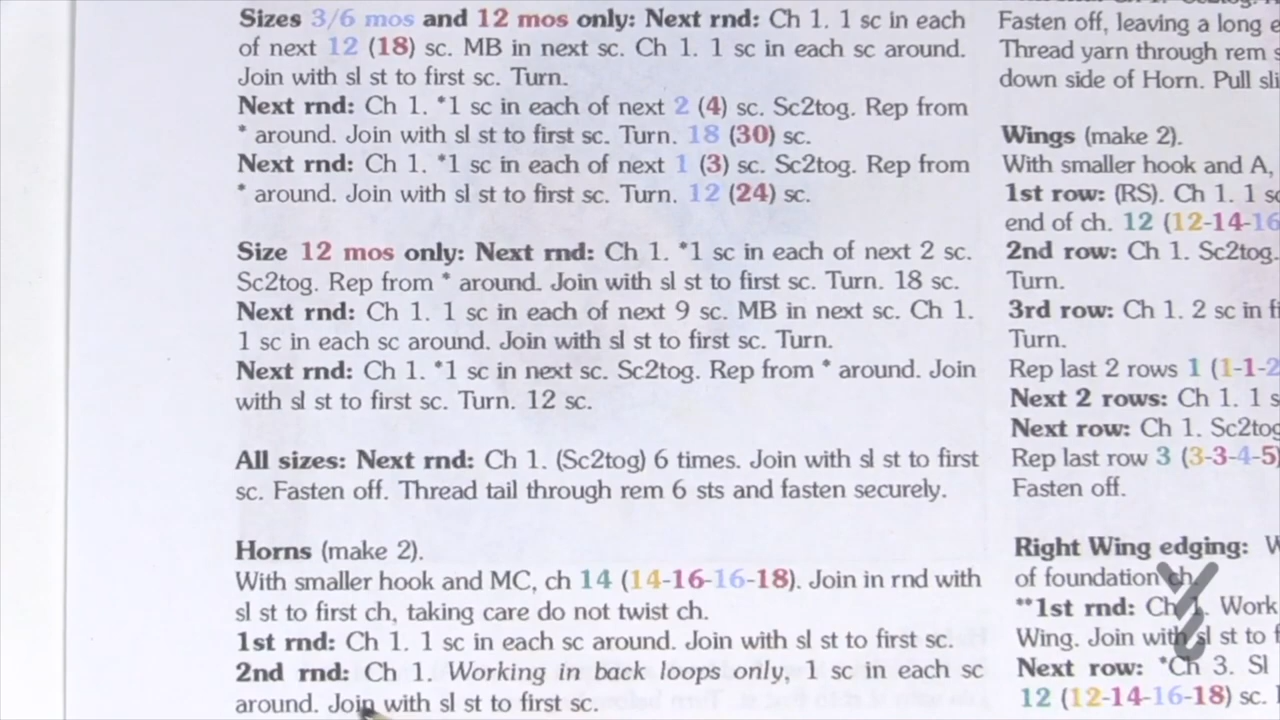 Sizes 3/6 mos and 12 mos only: Next rnd: Ch 1. 1 sc in each
of next 12 (18) sc. MB in next sc. Ch 1. 1 sc in each sc around.
Join with sl st to first sc. Turn.
Next rnd: Ch 1. *1 sc in each of next 2 (4) sc. Sc2tog. Rep from
* around. Join with sl st to first sc. Turn. 18 (30) sc.
Next rnd: Ch 1. *1 sc in each of next 1 (3) sc. Sc2tog. Rep from
* around. Join with sl st to first sc. Turn. 12 (24) sc.
Size 12 mos only: Next rnd: Ch 1. *1 sc in each of next 2 sc.
Sc2tog. Rep from * around. Join with sl st to first sc. Turn. 18 sc.
Next rnd: Ch 1. 1 sc in each of next 9 sc. MB in next sc. Ch 1.
1 sc in each sc around. Join with sl st to first sc. Turn.
Next rnd: Ch 1. *1 sc in next sc. Sc2tog. Rep from * around. Join
with sl st to first sc. Turn. 12 sc.
All sizes: Next rnd: Ch 1. (Sc2tog) 6 times. Join with sl st to first
sc. Fasten off. Thread tail through rem 6 sts and fasten securely.
Horns (make 2).
With smaller hook and MC, ch 14 (14-16-16-18). Join in rnd with
sl st to first ch, taking care do not twist ch.
1st rnd: Ch 1. 1 sc in each sc around. Join with sl st to first sc.
2nd rnd: Ch 1. Working in back loops only, 1 sc in each sc
around. Join with sl st to first sc.
Fasten off, leaving a long
Thread yarn through rem
down side of Horn. Pull
Wings (make 2).
With smaller hook and A,
1st row: (RS). Ch 1. 1
end of ch. 12 (12-14-16
2nd row: Ch 1. Sc2tog.
Turn.
3rd row: Ch 1. 2 sc in
Turn.
Rep last 2 rows 1 (1-1-2
Next 2 rows: Ch 1. 1
Next row: Ch 1. Sc2tog
Rep last row 3 (3-3-4-5)
Fasten off.
Right Wing edging:
of foundation ch.
**1st rnd: Ch 1. Work
Wing. Join with sl st to
Next row: *Ch 3. Sl
12 (12-14-16-18) sc.